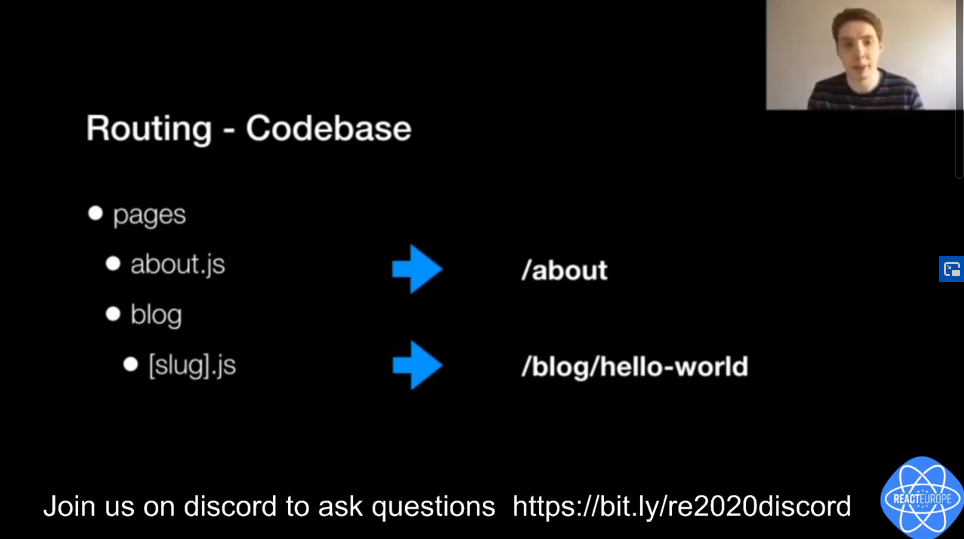 Routing - Codebase
pages
about.js
/about
blog
[slug].js
/blog/hello-world
Join us on discord to ask questions https://bit.ly/re2020discord
REACTEUROPE